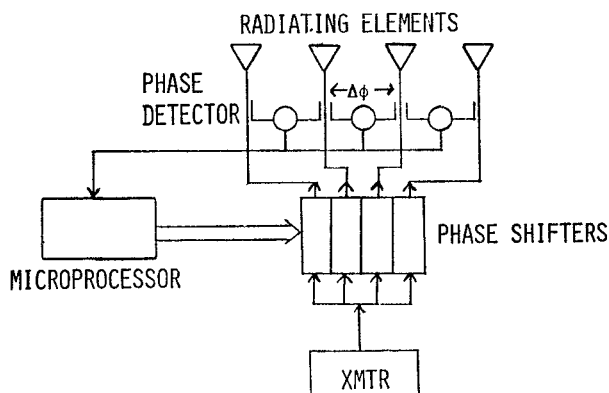 RADIATING ELEMENTS
PHASE
DETECTOR
Δϕ
PHASE SHIFTERS
MICROPROCESSOR
XMTR